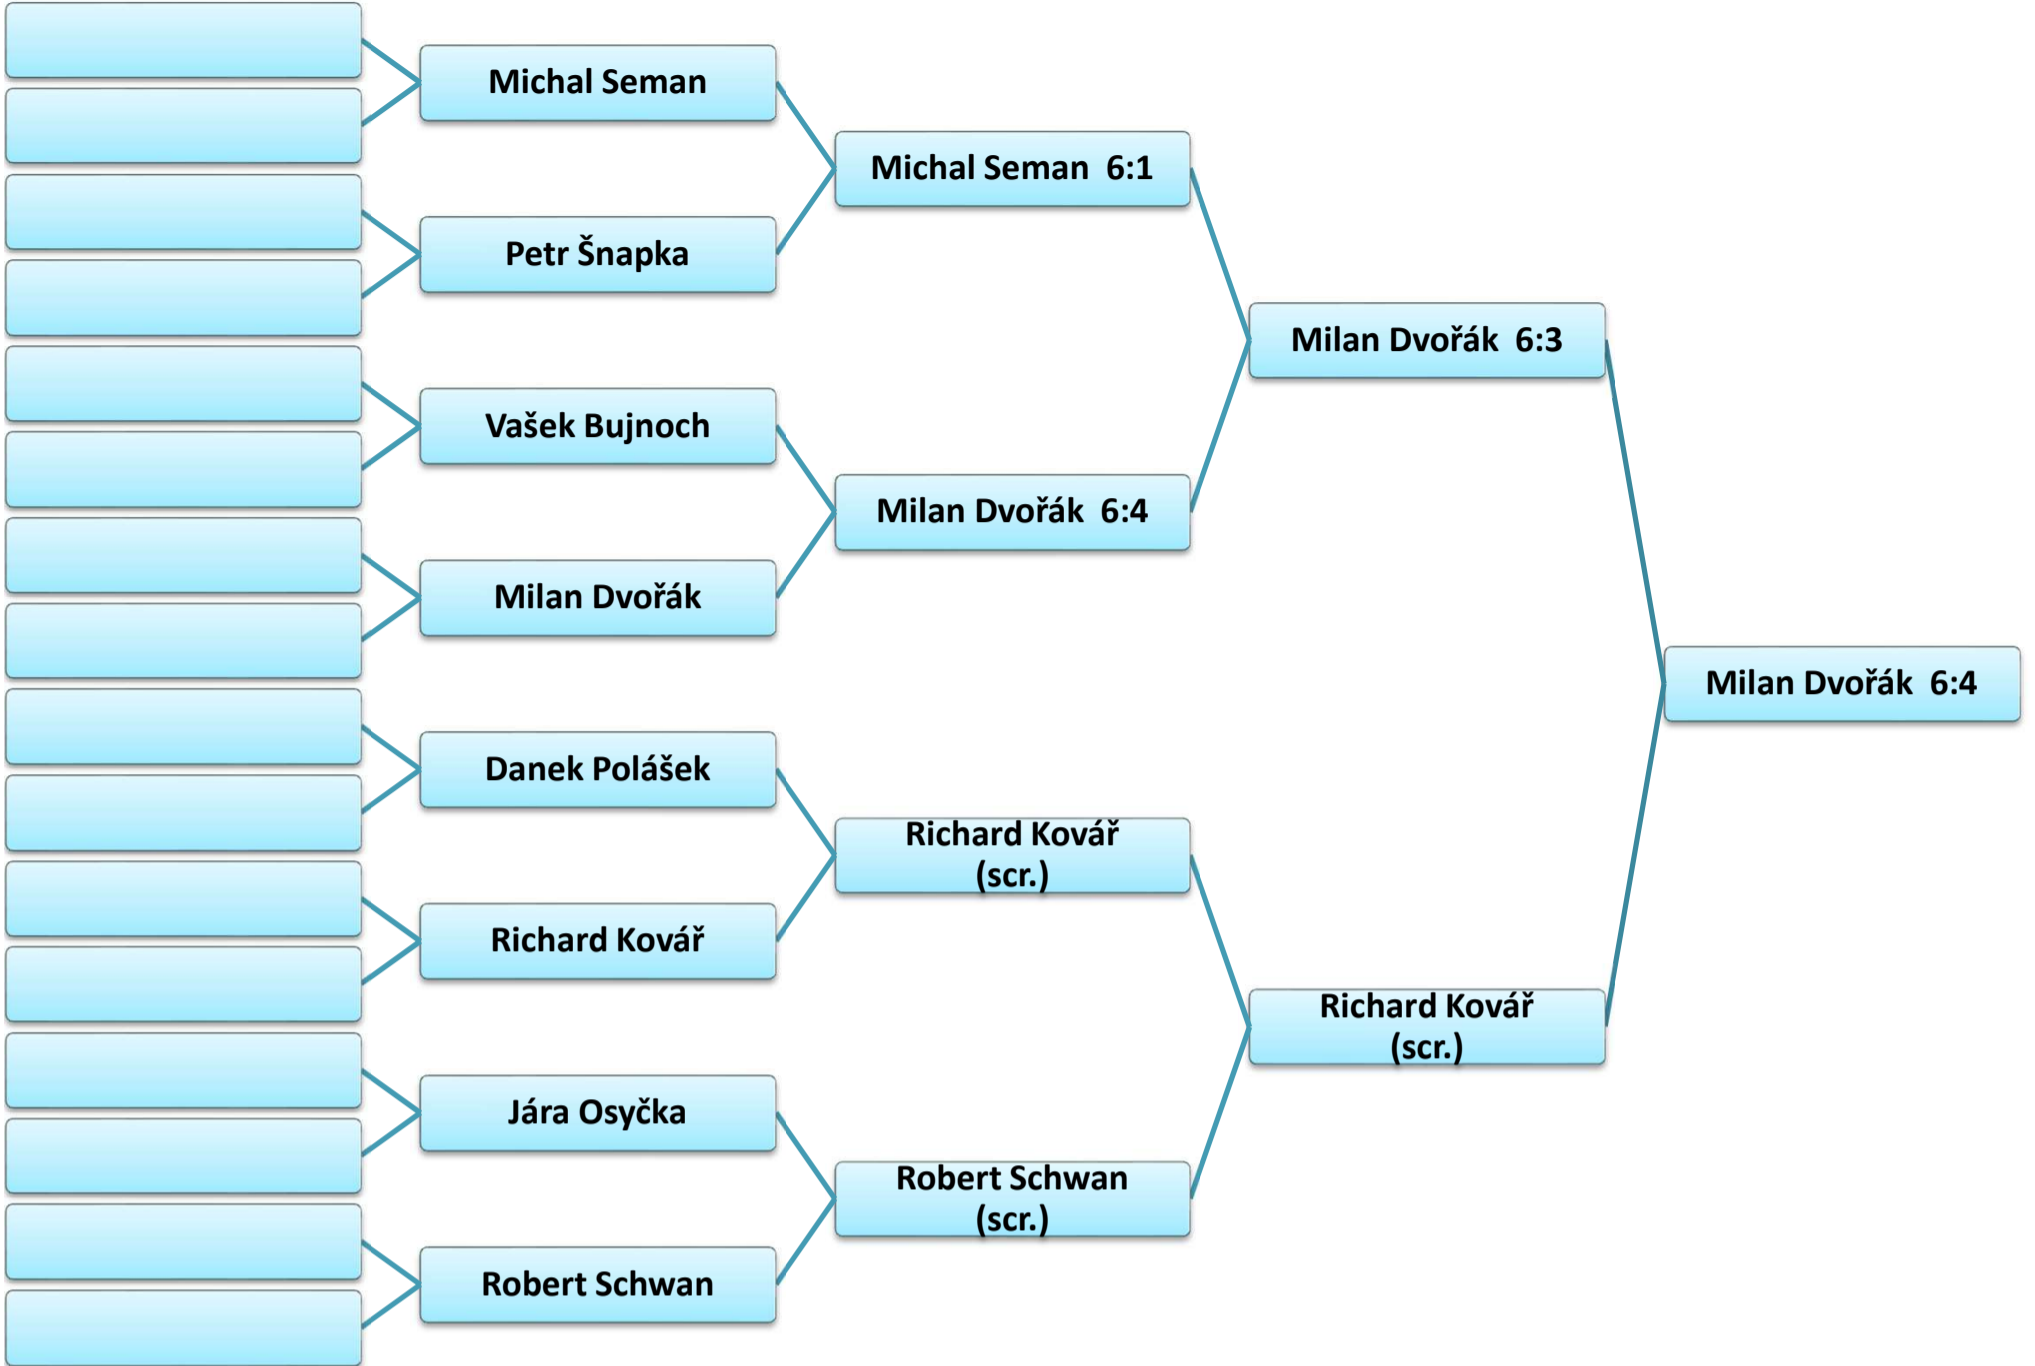 Michal Seman
Petr Šnapka
Vašek Bujnoch
Milan Dvořák
Danek Polášek
Richard Kovář
Jára Osyčka
Robert Schwan
Michal Seman 6:1
Milan Dvořák 6:4
Richard Kovář
(scr.)
Robert Schwan
(scr.)
Milan Dvořák 6:3
Richard Kovář
(scr.)
Milan Dvořák 6:4